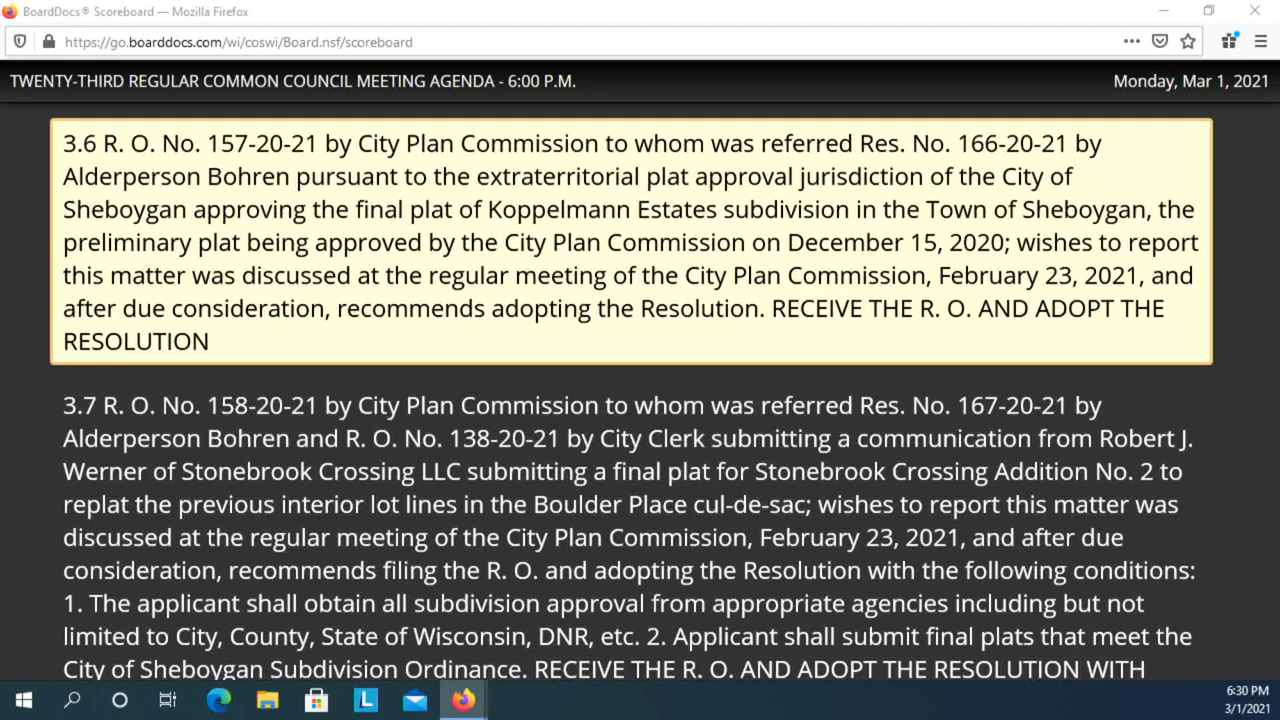 BoardDocs® Scoreboard — Mozilla Firefox
https://go.boarddocs.com/wi/coswi/Board.nsf/scoreboard
TWENTY-THIRD REGULAR COMMON COUNCIL MEETING AGENDA - 6:00 P.M.
Monday, Mar 1, 2021
3.6 R. O. No. 157-20-21 by City Plan Commission to whom was referred Res. No. 166-20-21 by
Alderperson Bohren pursuant to the extraterritorial plat approval jurisdiction of the City of
Sheboygan approving the final plat of Koppelmann Estates subdivision in the Town of Sheboygan, the
preliminary plat being approved by the City Plan Commission on December 15, 2020; wishes to report
this matter was discussed at the regular meeting of the City Plan Commission, February 23, 2021, and
after due consideration, recommends adopting the Resolution. RECEIVE THE R. O. AND ADOPT THE
RESOLUTION
3.7 R. O. No. 158-20-21 by City Plan Commission to whom was referred Res. No. 167-20-21 by
Alderperson Bohren and R. O. No. 138-20-21 by City Clerk submitting a communication from Robert J.
Werner of Stonebrook Crossing LLC submitting a final plat for Stonebrook Crossing Addition No. 2 to
replat the previous interior lot lines in the Boulder Place cul-de-sac; wishes to report this matter was
discussed at the regular meeting of the City Plan Commission, February 23, 2021, and after due
consideration, recommends filing the R. O. and adopting the Resolution with the following conditions:
1. The applicant shall obtain all subdivision approval from appropriate agencies including but not
limited to City, County, State of Wisconsin, DNR, etc. 2. Applicant shall submit final plats that meet the
City of Sheboygan Subdivision Ordinance. RECEIVE THE R. O. AND ADOPT THE RESOLUTION WITH
L
6:30 PM
3/1/2021